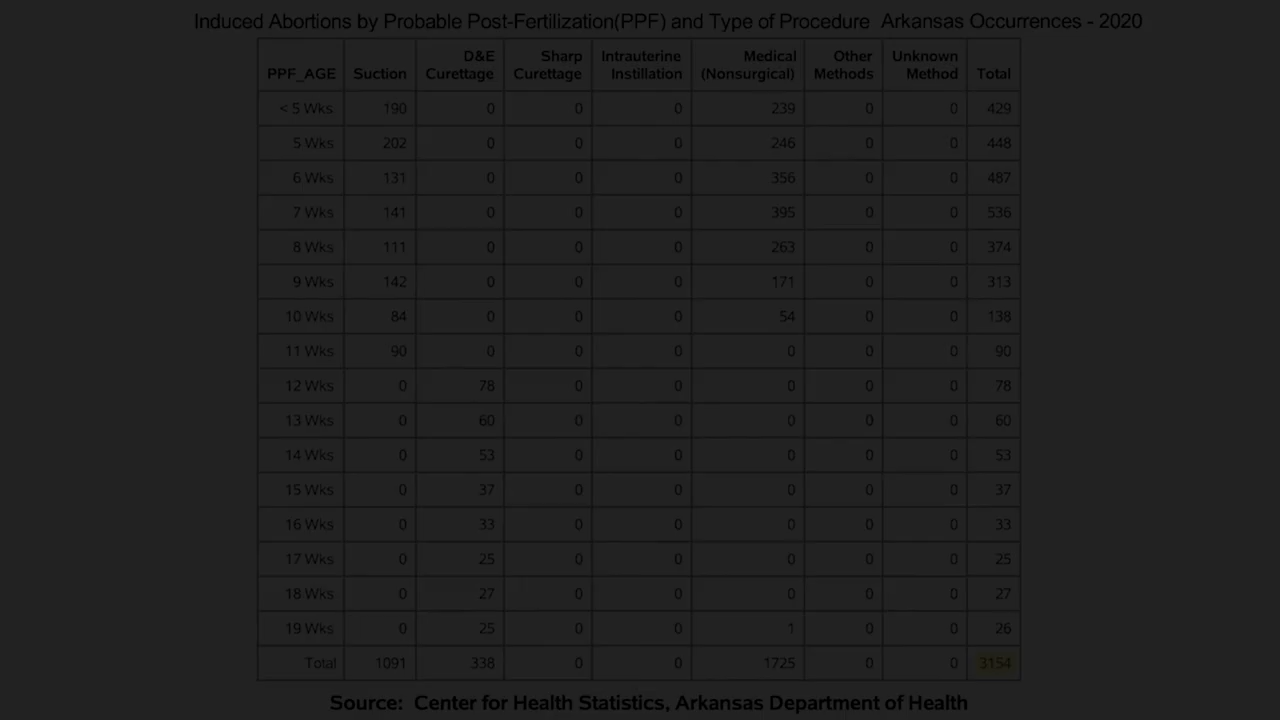 Induced Abortions by Probable Post-Fertilization(PPF) and Type of Procedure Arkansas Occurrences - 2020
PPF_AGE Suction D&E Curettage Sharp Curettage Intrauterine Instillation Medical (Nonsurgical) Other Methods Unknown Method Total
< 5 Wks 190 0 0 0 239 0 0 429
5 Wks 202 0 0 0 246 0 0 448
6 Wks 131 0 0 0 356 0 0 487
7 Wks 141 0 0 0 395 0 0 536
8 Wks 111 0 0 0 263 0 0 374
9 Wks 142 0 0 0 171 0 0 313
10 Wks 84 0 0 0 54 0 0 138
11 Wks 90 0 0 0 0 0 0 90
12 Wks 0 78 0 0 0 0 0 78
13 Wks 0 60 0 0 0 0 0 60
14 Wks 0 53 0 0 0 0 0 53
15 Wks 0 37 0 0 0 0 0 37
16 Wks 0 33 0 0 0 0 0 33
17 Wks 0 25 0 0 0 0 0 25
18 Wks 0 27 0 0 0 0 0 27
19 Wks 0 25 0 0 1 0 0 26
Total 1091 338 0 0 1725 0 0 3154
Source: Center for Health Statistics, Arkansas Department of Health